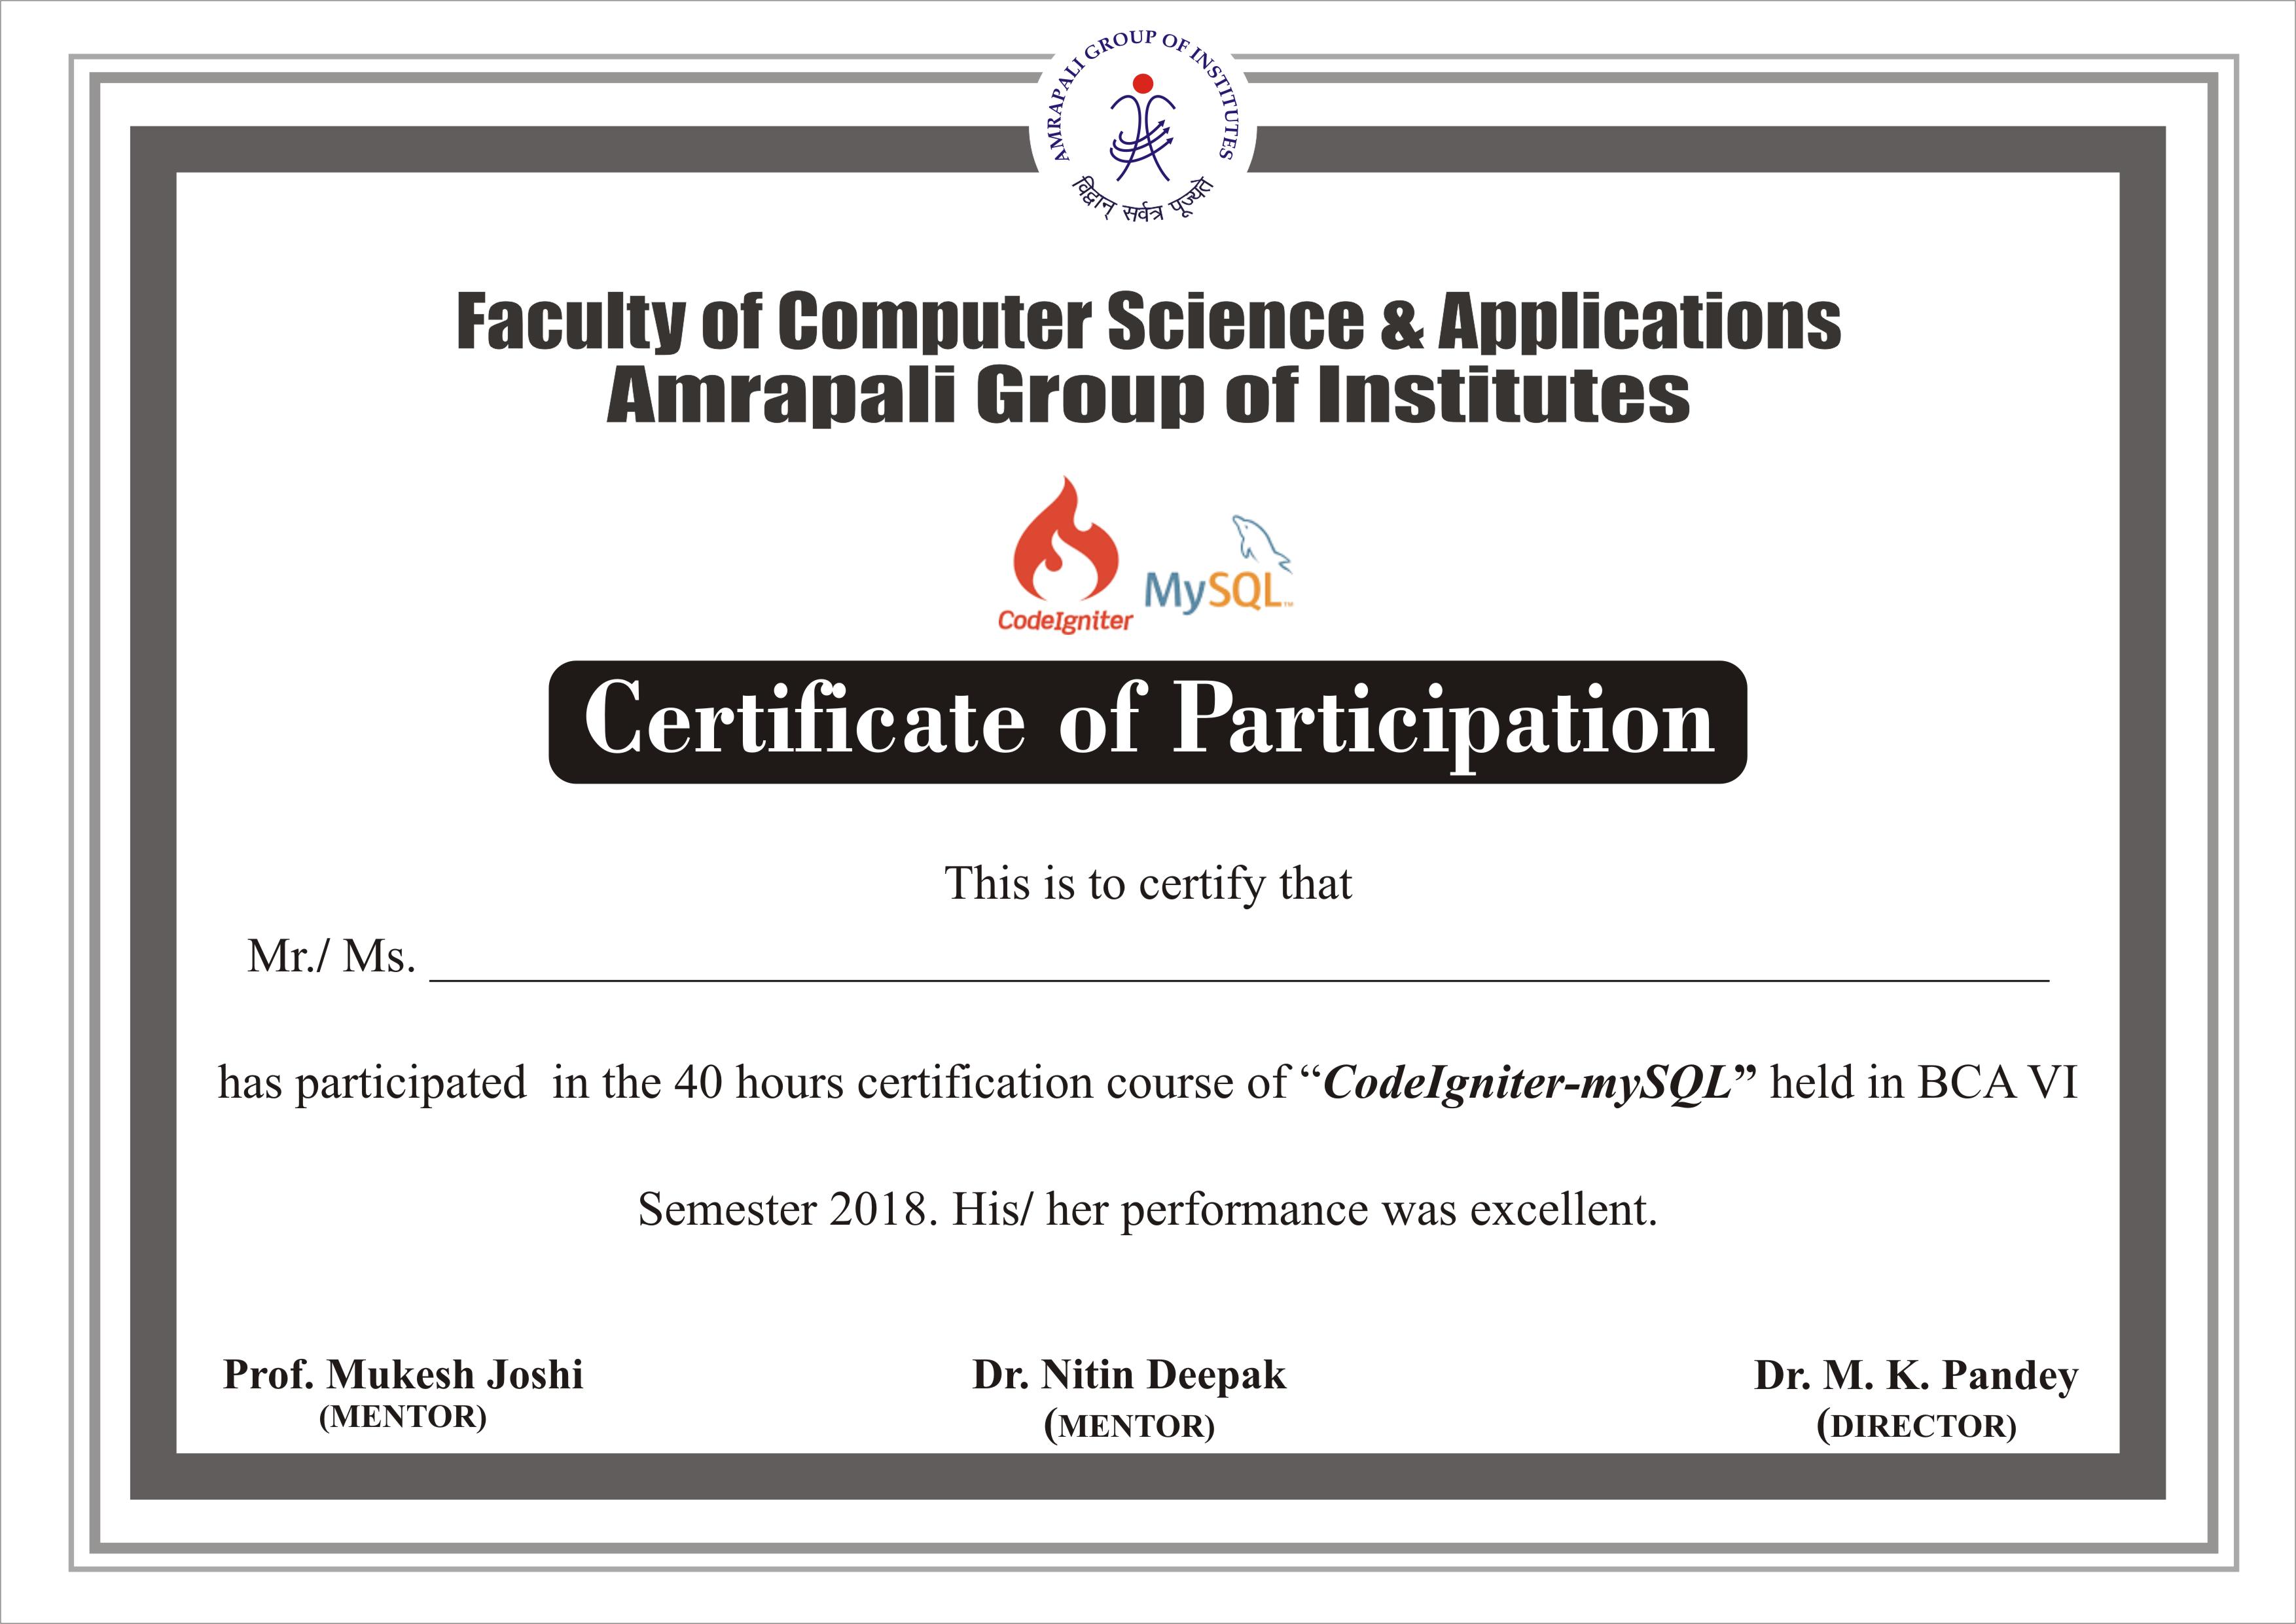 AMRAPALI GROUP OF INSTITUTES
विद्वान् सर्वत्र पूज्यते
Faculty of Computer Science & Applications
Amrapali Group of Institutes
CodeIgniter
MySQL™
Certificate of Participation
This is to certify that
Mr./ Ms.
has participated in the 40 hours certification course of “CodeIgniter-mySQL” held in BCA VI
Semester 2018. His/ her performance was excellent.
Prof. Mukesh Joshi Dr. Nitin Deepak Dr. M. K. Pandey
(MENTOR) (MENTOR) (DIRECTOR)